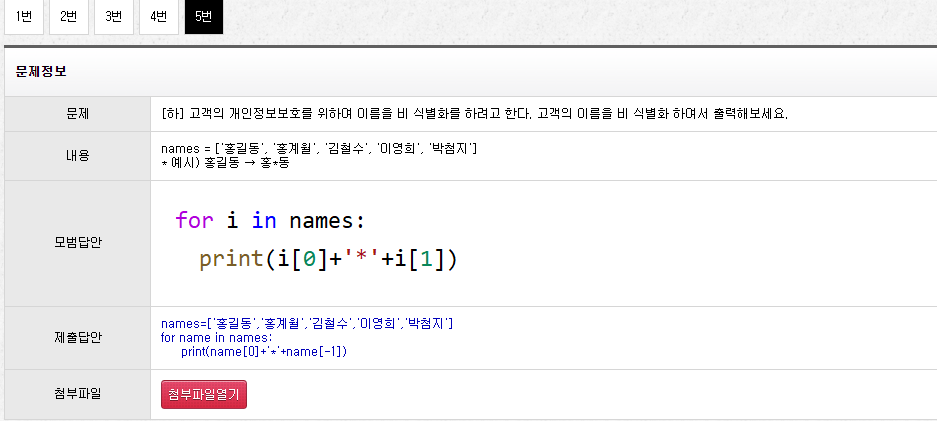 1번 2번 3번 4번 5번
문제정보
문제 [하] 고객의 개인정보보호를 위하여 이름을 비 식별화를 하려고 한다. 고객의 이름을 비 식별화 하여서 출력해보세요.
내용
names = ['홍길동', '홍계월', '김철수', '이영희', '박첨지']
* 예시) 홍길동 → 홍*동
모범답안
for i in names:
print(i[0]+'*'+i[1])
제출답안
names=['홍길동','홍계월','김철수','이영희','박첨지']
for name in names:
print(name[0]+'*'+name[-1])
첨부파일 첨부파일열기